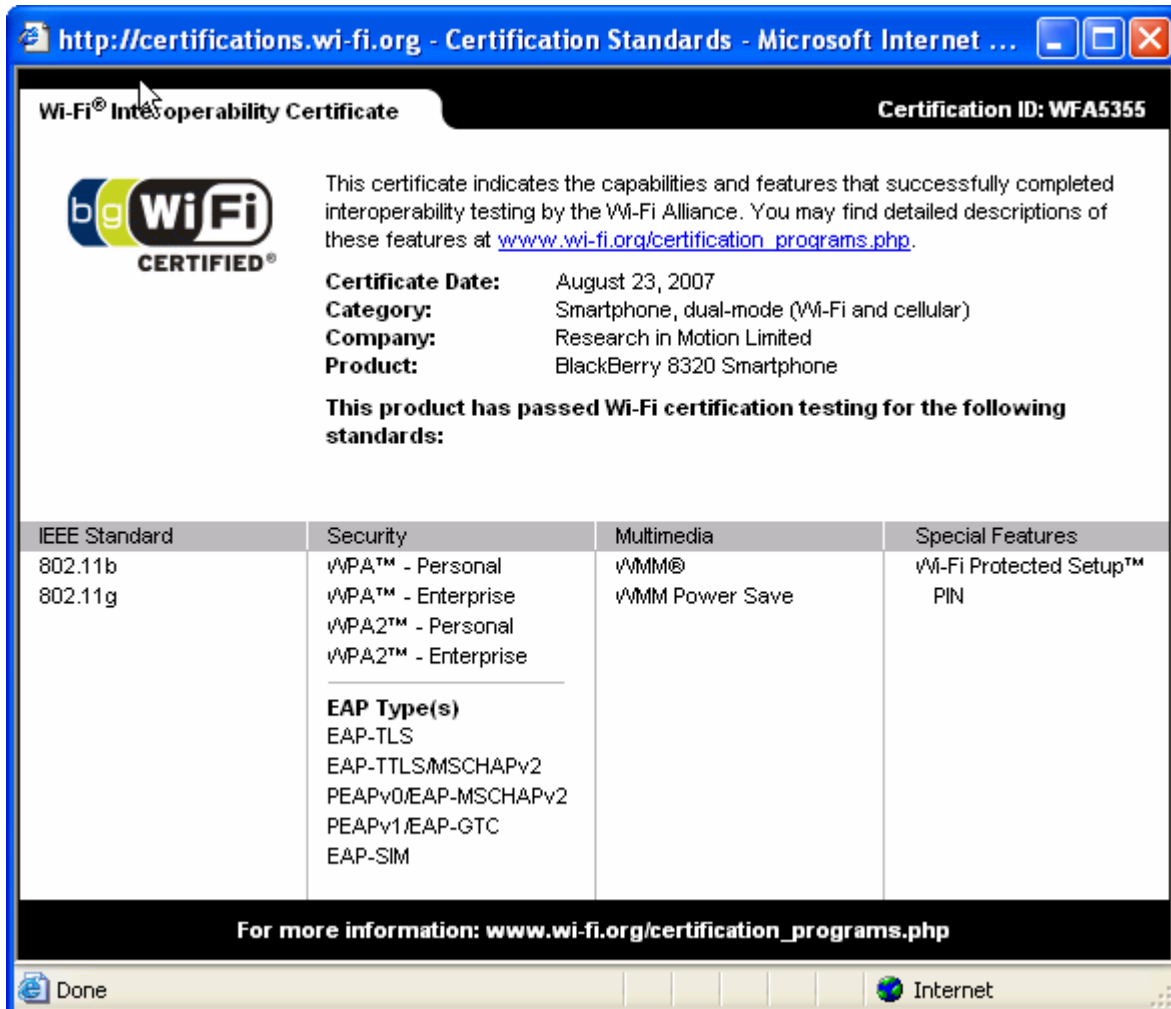 http://certifications.wi-fi.org - Certification Standards - Microsoft Internet ...
Wi-Fi® Interoperability Certificate
Certification ID: WFA5355
b g Wi Fi
CERTIFIED®
This certificate indicates the capabilities and features that successfully completed
interoperability testing by the Wi-Fi Alliance. You may find detailed descriptions of
these features at www.wi-fi.org/certification_programs.php.
Certificate Date: August 23, 2007
Category: Smartphone, dual-mode (Wi-Fi and cellular)
Company: Research in Motion Limited
Product: BlackBerry 8320 Smartphone
This product has passed Wi-Fi certification testing for the following
standards:
IEEE Standard
802.11b
802.11g
Security
WPA™ - Personal
WPA™ - Enterprise
WPA2™ - Personal
WPA2™ - Enterprise
EAP Type(s)
EAP-TLS
EAP-TTLS/MSCHAPv2
PEAPv0/EAP-MSCHAPv2
PEAPv1/EAP-GTC
EAP-SIM
Multimedia
WMM®
WMM Power Save
Special Features
Wi-Fi Protected Setup™
PIN
For more information: www.wi-fi.org/certification_programs.php
Done
Internet